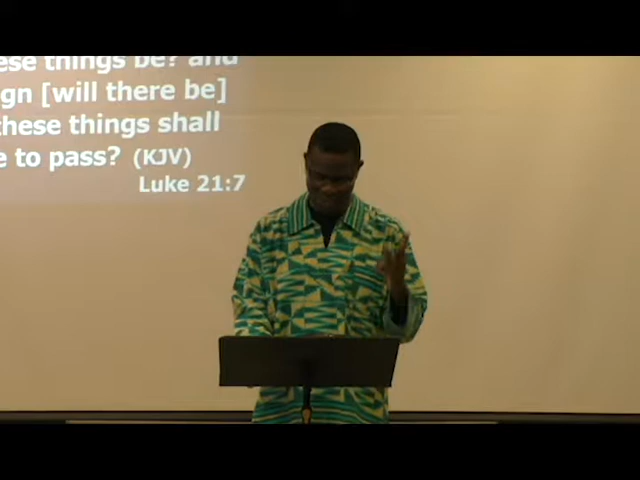 ese things be? and
gn [will there be]
these things shall
e to pass? (KJV)
Luke 21:7